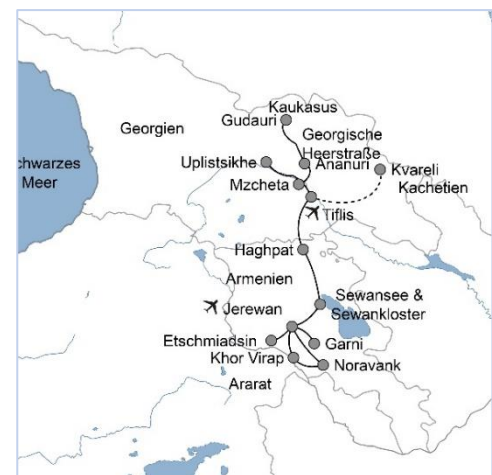 Kaukasus
Gudauri
Georgien
Georgische
Heerstraße
Uplistsikhe
Ananuri
Kvareli
chwarzes
Meer
Mzcheta
Kachetien
Tiflis
Haghpat
Armenien
Sewansee &
Sewankloster
Jerewan
Etschmiadsin
Garni
Khor Virap
Noravank
Ararat